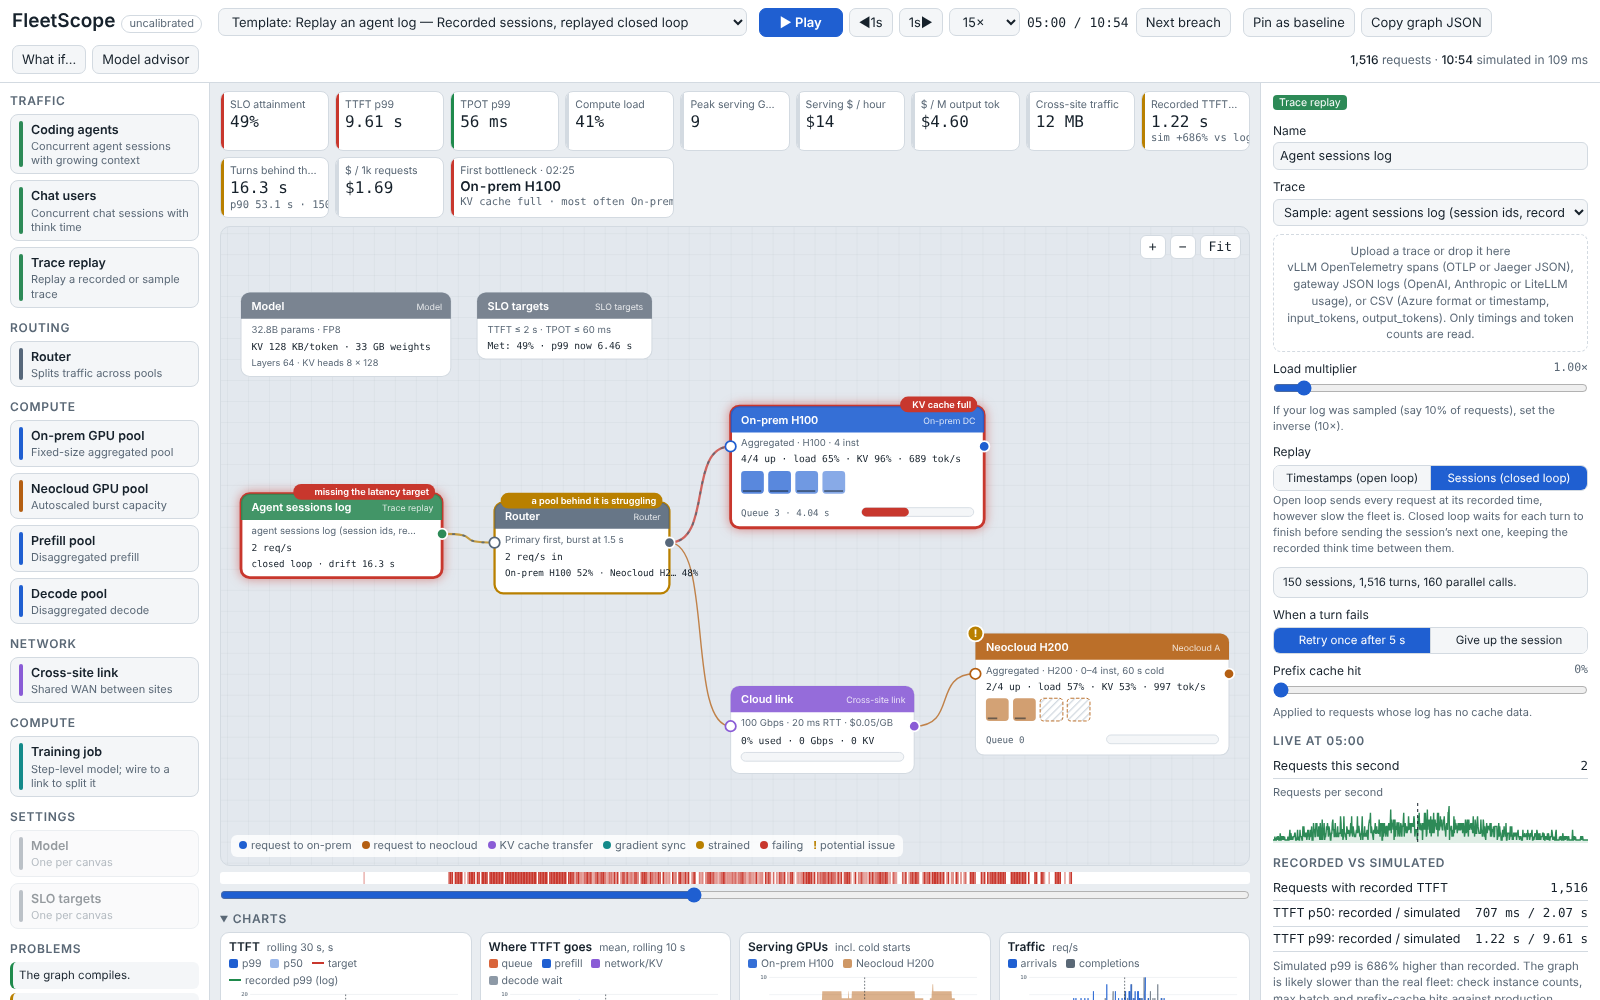 FleetScope uncalibrated Template: Replay an agent log — Recorded sessions, replayed closed loop ▶ Play ◀1s 1s▶ 15× 05:00 / 10:54 Next breach Pin as baseline Copy graph JSON
What if... Model advisor 1,516 requests · 10:54 simulated in 109 ms
TRAFFIC
Coding agents
Concurrent agent sessions
with growing context
Chat users
Concurrent chat sessions with
think time
Trace replay
Replay a recorded or sample
trace
ROUTING
Router
Splits traffic across pools
COMPUTE
On-prem GPU pool
Fixed-size aggregated pool
Neocloud GPU pool
Autoscaled burst capacity
Prefill pool
Disaggregated prefill
Decode pool
Disaggregated decode
NETWORK
Cross-site link
Shared WAN between sites
COMPUTE
Training job
Step-level model; wire to a
link to split it
SETTINGS
Model
One per canvas
SLO targets
One per canvas
PROBLEMS
The graph compiles.
SLO attainment
49%
TTFT p99
9.61 s
TPOT p99
56 ms
Compute load
41%
Peak serving G...
9
Serving $ / hour
$14
$ / M output tok
$4.60
Cross-site traffic
12 MB
Recorded TTFT...
1.22 s
sim +686% vs log
Turns behind th...
16.3 s
p90 53.1 s · 150
$ / 1k requests
$1.69
First bottleneck · 02:25
On-prem H100
KV cache full · most often On-prem
+ − Fit
Model Model
32.8B params · FP8
KV 128 KB/token · 33 GB weights
Layers 64 · KV heads 8 × 128
SLO targets SLO targets
TTFT ≤ 2 s · TPOT ≤ 60 ms
Met: 49% · p99 now 6.46 s
KV cache full
On-prem H100 On-prem DC
Aggregated · H100 · 4 inst
4/4 up · load 65% · KV 96% · 689 tok/s
Queue 3 · 4.04 s
missing the latency target
Agent sessions log Trace replay
agent sessions log (session ids, re...
2 req/s
closed loop · drift 16.3 s
a pool behind it is struggling
Router Router
Primary first, burst at 1.5 s
2 req/s in
On-prem H100 52% · Neocloud H2… 48%
!
Neocloud H200 Neocloud A
Aggregated · H200 · 0–4 inst, 60 s cold
2/4 up · load 57% · KV 53% · 997 tok/s
Queue 0
Cloud link Cross-site link
100 Gbps · 20 ms RTT · $0.05/GB
0% used · 0 Gbps · 0 KV
request to on-prem request to neocloud KV cache transfer gradient sync strained failing ! potential issue
▼ CHARTS
TTFT rolling 30 s, s
p99 p50 target
recorded p99 (log)
20
Where TTFT goes mean, rolling 10 s
queue prefill network/KV
decode wait
10
Serving GPUs incl. cold starts
On-prem H100 Neocloud H200
10
Traffic req/s
arrivals completions
10
Trace replay
Name
Agent sessions log
Trace
Sample: agent sessions log (session ids, record
Upload a trace or drop it here
vLLM OpenTelemetry spans (OTLP or Jaeger JSON),
gateway JSON logs (OpenAI, Anthropic or LiteLLM
usage), or CSV (Azure format or timestamp,
input_tokens, output_tokens). Only timings and token
counts are read.
Load multiplier 1.00×
If your log was sampled (say 10% of requests), set the
inverse (10×).
Replay
Timestamps (open loop) Sessions (closed loop)
Open loop sends every request at its recorded time,
however slow the fleet is. Closed loop waits for each turn to
finish before sending the session's next one, keeping the
recorded think time between them.
150 sessions, 1,516 turns, 160 parallel calls.
When a turn fails
Retry once after 5 s Give up the session
Prefix cache hit 0%
Applied to requests whose log has no cache data.
LIVE AT 05:00
Requests this second 2
Requests per second
RECORDED VS SIMULATED
Requests with recorded TTFT 1,516
TTFT p50: recorded / simulated 707 ms / 2.07 s
TTFT p99: recorded / simulated 1.22 s / 9.61 s
Simulated p99 is 686% higher than recorded. The graph
is likely slower than the real fleet: check instance counts,
max batch and prefix-cache hits against production.